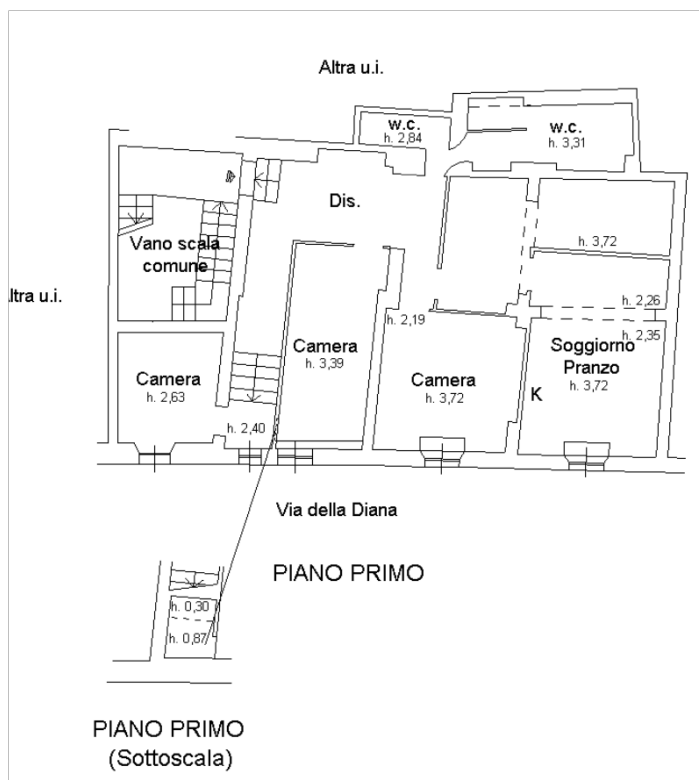 Altra u.i.
w.c.
h. 2,84
w.c.
h. 3,31
Dis.
Vano scala
comune
h. 3,72
ltra u.i.
h. 2,26
h. 2,19
h. 2,35
Camera
h. 3,39
Soggiorno
Pranzo
h. 3,72
Camera
h. 2,63
Camera
h. 3,72
K
h. 2,40
Via della Diana
PIANO PRIMO
h. 0,30
h. 0,87
PIANO PRIMO
(Sottoscala)